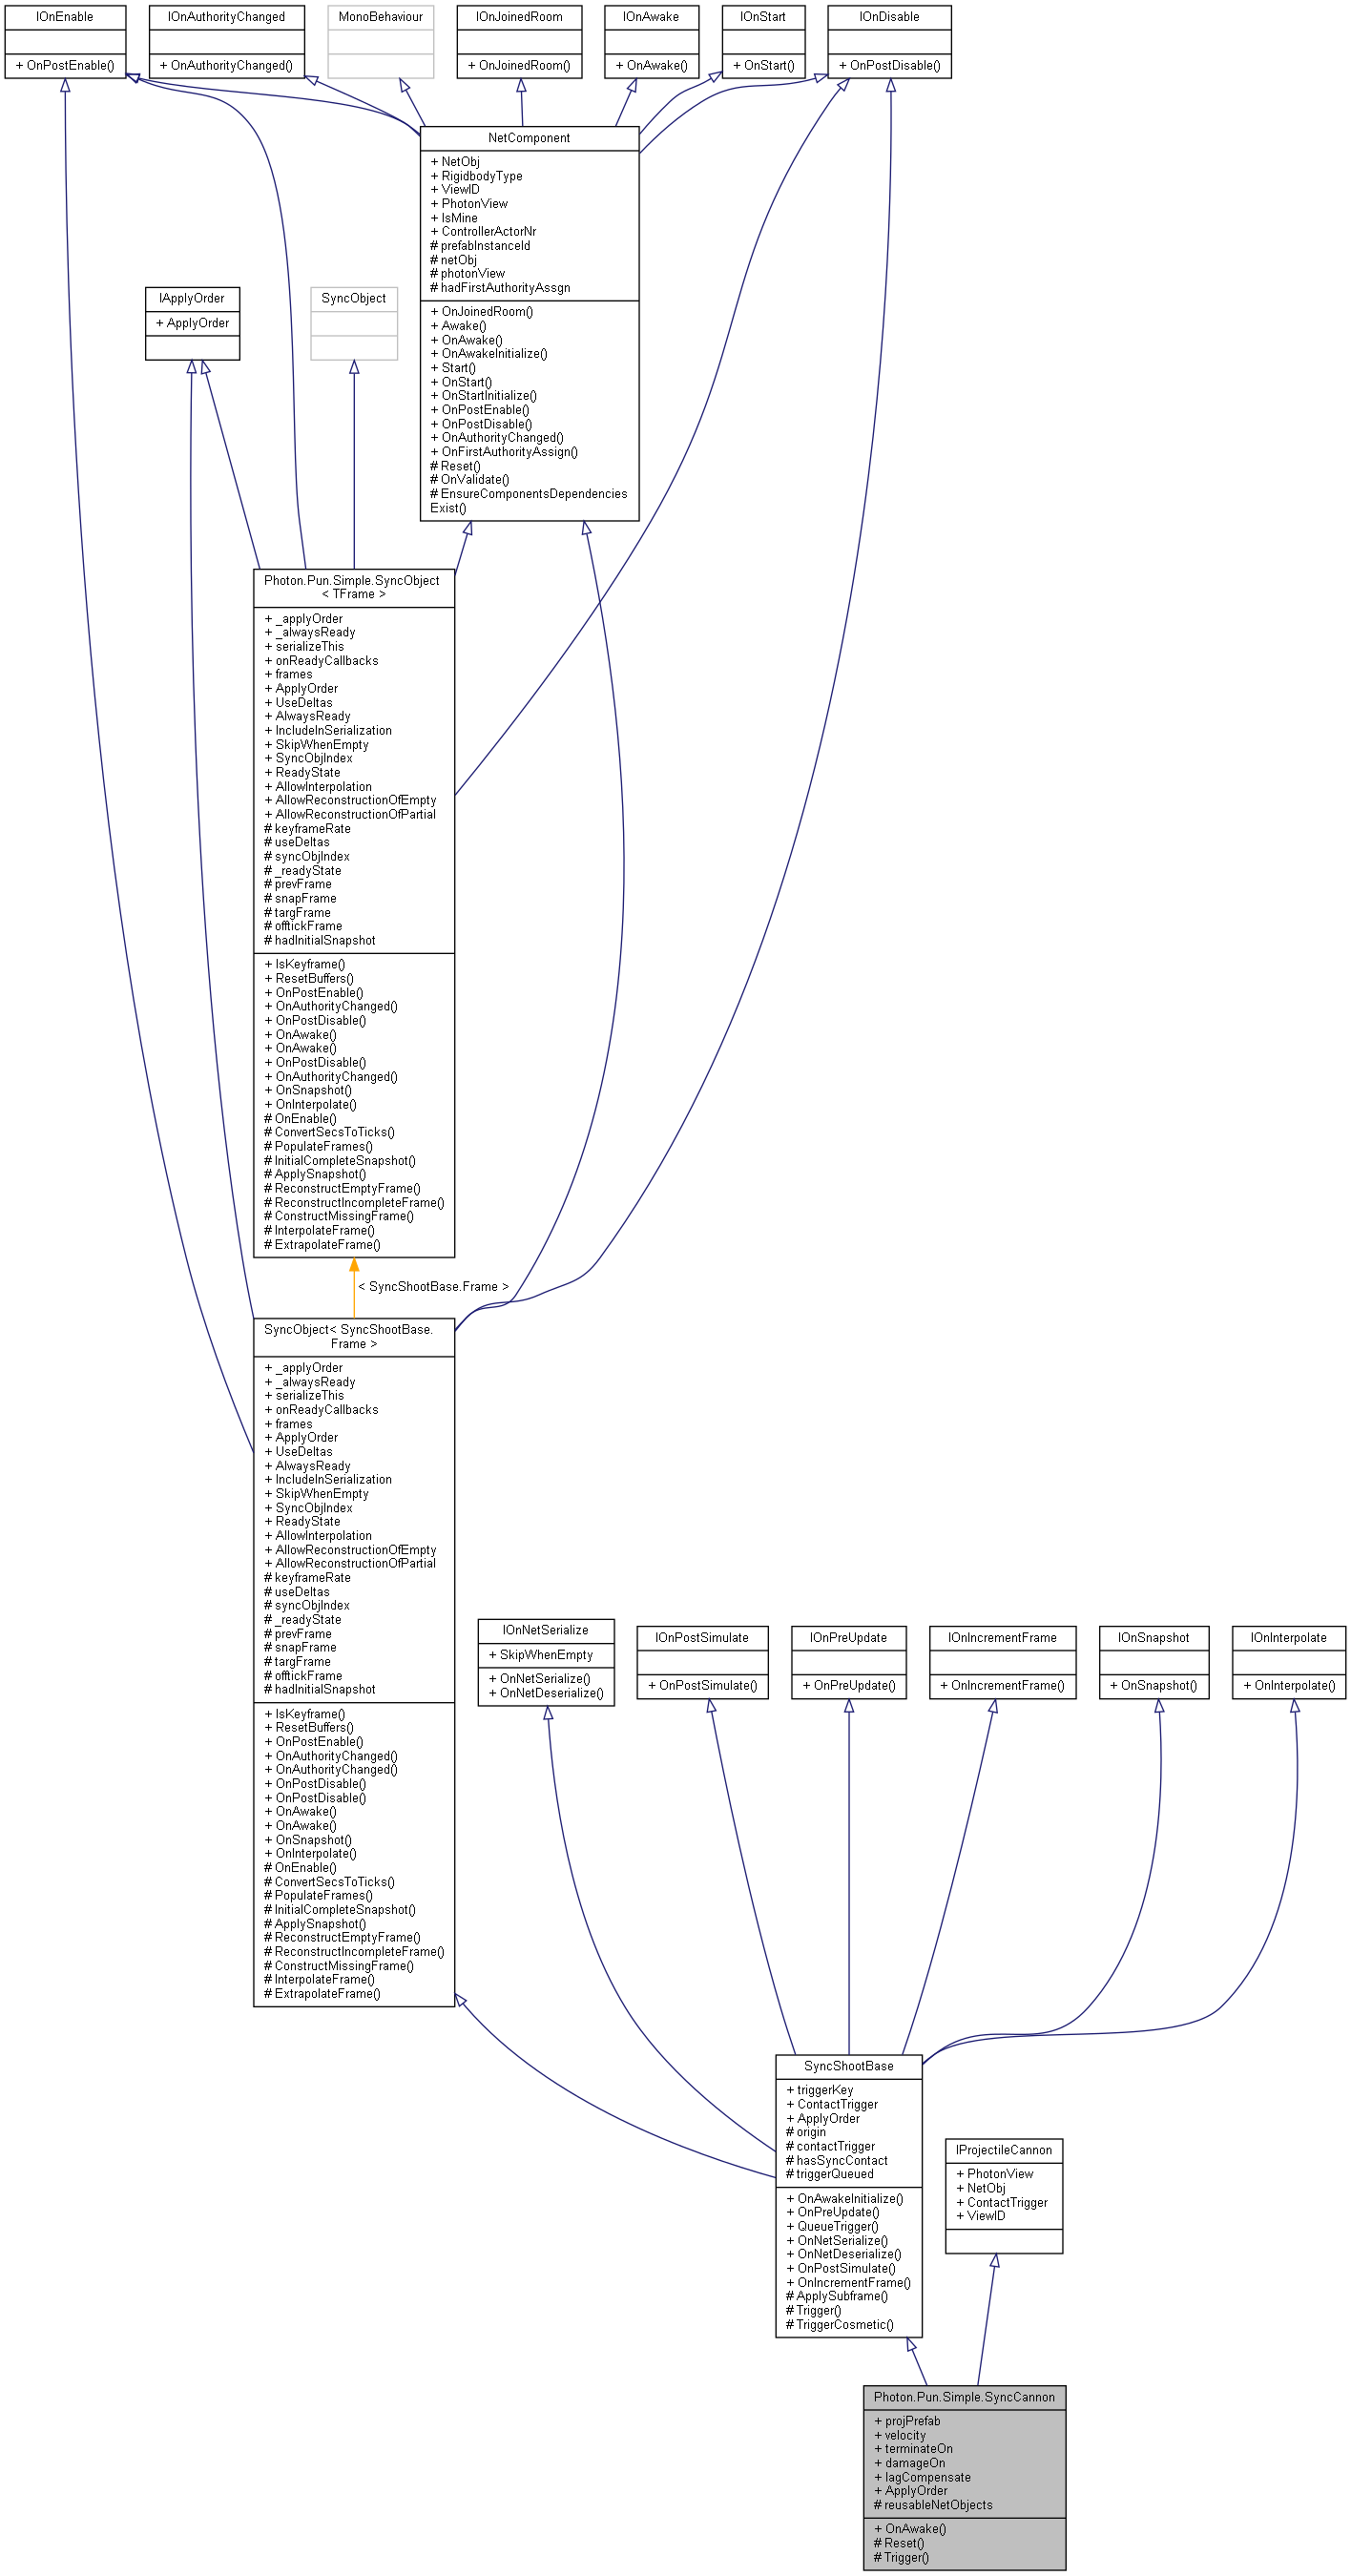 IOnEnable
+ OnPostEnable()
IOnAuthorityChanged
+ OnAuthorityChanged()
MonoBehaviour
IOnJoinedRoom
+ OnJoinedRoom()
IOnAwake
+ OnAwake()
IOnStart
+ OnStart()
IOnDisable
+ OnPostDisable()
NetComponent
+ NetObj
+ RigidbodyType
+ ViewID
+ PhotonView
+ IsMine
+ ControllerActorNr
# prefabInstanceId
# netObj
# photonView
# hadFirstAuthorityAssgn
+ OnJoinedRoom()
+ Awake()
+ OnAwake()
+ OnAwakeInitialize()
+ Start()
+ OnStart()
+ OnStartInitialize()
+ OnPostEnable()
+ OnPostDisable()
+ OnAuthorityChanged()
+ OnFirstAuthorityAssign()
# Reset()
# OnValidate()
# EnsureComponentsDependencies
Exist()
IApplyOrder
+ ApplyOrder
SyncObject
Photon.Pun.Simple.SyncObject
< TFrame >
+ _applyOrder
+ _alwaysReady
+ serializeThis
+ onReadyCallbacks
+ frames
+ ApplyOrder
+ UseDeltas
+ AlwaysReady
+ IncludeInSerialization
+ SkipWhenEmpty
+ SyncObjIndex
+ ReadyState
+ AllowInterpolation
+ AllowReconstructionOfEmpty
+ AllowReconstructionOfPartial
# keyframeRate
# useDeltas
# syncObjIndex
# _readyState
# prevFrame
# snapFrame
# targFrame
# offtickFrame
# hadInitialSnapshot
+ IsKeyframe()
+ ResetBuffers()
+ OnPostEnable()
+ OnAuthorityChanged()
+ OnPostDisable()
+ OnAwake()
+ OnAwake()
+ OnPostDisable()
+ OnAuthorityChanged()
+ OnSnapshot()
+ OnInterpolate()
# OnEnable()
# ConvertSecsToTicks()
# PopulateFrames()
# InitialCompleteSnapshot()
# ApplySnapshot()
# ReconstructEmptyFrame()
# ReconstructIncompleteFrame()
# ConstructMissingFrame()
# InterpolateFrame()
# ExtrapolateFrame()
< SyncShootBase.Frame >
SyncObject< SyncShootBase.
Frame >
+ _applyOrder
+ _alwaysReady
+ serializeThis
+ onReadyCallbacks
+ frames
+ ApplyOrder
+ UseDeltas
+ AlwaysReady
+ IncludeInSerialization
+ SkipWhenEmpty
+ SyncObjIndex
+ ReadyState
+ AllowInterpolation
+ AllowReconstructionOfEmpty
+ AllowReconstructionOfPartial
# keyframeRate
# useDeltas
# syncObjIndex
# _readyState
# prevFrame
# snapFrame
# targFrame
# offtickFrame
# hadInitialSnapshot
+ IsKeyframe()
+ ResetBuffers()
+ OnPostEnable()
+ OnAuthorityChanged()
+ OnAuthorityChanged()
+ OnPostDisable()
+ OnPostDisable()
+ OnAwake()
+ OnAwake()
+ OnSnapshot()
+ OnInterpolate()
# OnEnable()
# ConvertSecsToTicks()
# PopulateFrames()
# InitialCompleteSnapshot()
# ApplySnapshot()
# ReconstructEmptyFrame()
# ReconstructIncompleteFrame()
# ConstructMissingFrame()
# InterpolateFrame()
# ExtrapolateFrame()
IOnNetSerialize
+ SkipWhenEmpty
+ OnNetSerialize()
+ OnNetDeserialize()
IOnPostSimulate
+ OnPostSimulate()
IOnPreUpdate
+ OnPreUpdate()
IOnIncrementFrame
+ OnIncrementFrame()
IOnSnapshot
+ OnSnapshot()
IOnInterpolate
+ OnInterpolate()
SyncShootBase
+ triggerKey
+ ContactTrigger
+ ApplyOrder
# origin
# contactTrigger
# hasSyncContact
# triggerQueued
+ OnAwakeInitialize()
+ OnPreUpdate()
+ QueueTrigger()
+ OnNetSerialize()
+ OnNetDeserialize()
+ OnPostSimulate()
+ OnIncrementFrame()
# ApplySubframe()
# Trigger()
# TriggerCosmetic()
IProjectileCannon
+ PhotonView
+ NetObj
+ ContactTrigger
+ ViewID
Photon.Pun.Simple.SyncCannon
+ projPrefab
+ velocity
+ terminateOn
+ damageOn
+ lagCompensate
+ ApplyOrder
# reusableNetObjects
+ OnAwake()
# Reset()
# Trigger()